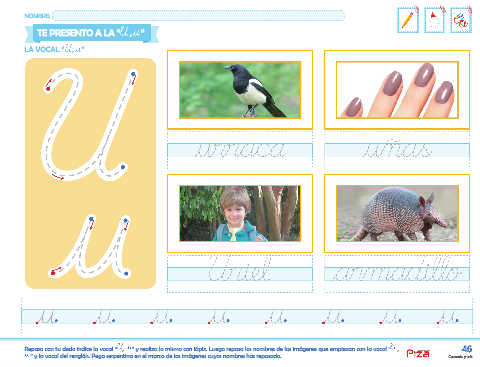 NOMBRE:
TE PRESENTO A LA "U, u"
LA VOCAL "U, u"
U
u
urraca uñas
Uriel armadillo
u u u u u u u u
Repasa con tu dedo índice la vocal "U, u" y realiza lo mismo con lápiz. Luego repasa los nombres de las imágenes que empiezan con la vocal "U,
u" y la vocal del renglón. Pega serpentina en el marco de las imágenes cuyos nombres has repasado.
46